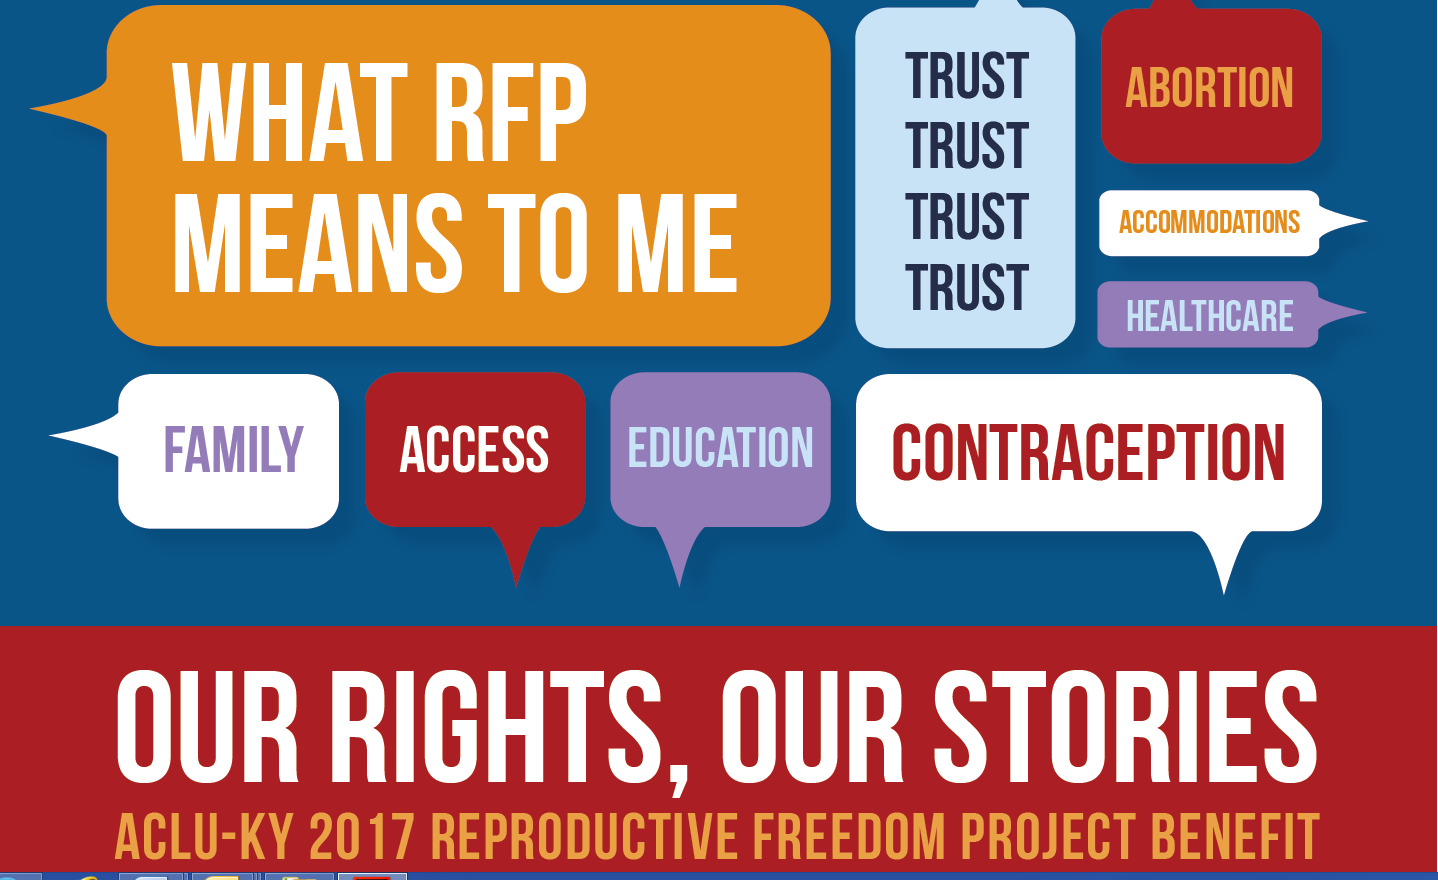 WHAT RFP
MEANS TO ME
TRUST
TRUST
TRUST
TRUST
ABORTION
ACCOMMODATIONS
HEALTHCARE
FAMILY
ACCESS
EDUCATION
CONTRACEPTION
OUR RIGHTS, OUR STORIES
ACLU-KY 2017 REPRODUCTIVE FREEDOM PROJECT BENEFIT